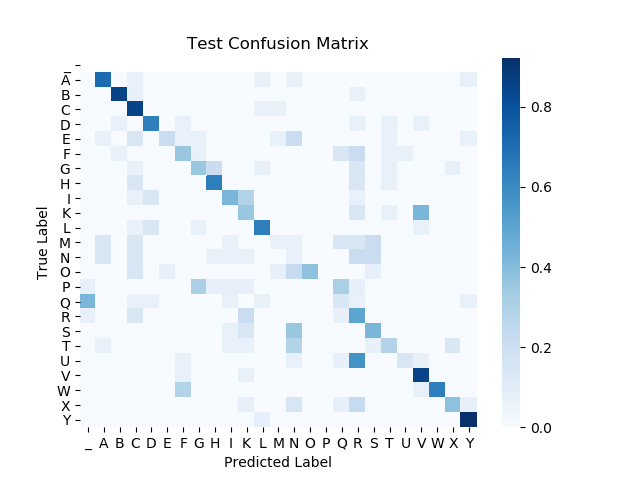 Test Confusion Matrix
True Label
_
A
B
C
D
E
F
G
H
I
K
L
M
N
O
P
Q
R
S
T
U
V
W
X
Y
_ A B C D E F G H I K L M N O P Q R S T U V W X Y
Predicted Label
0.8
0.6
0.4
0.2
0.0